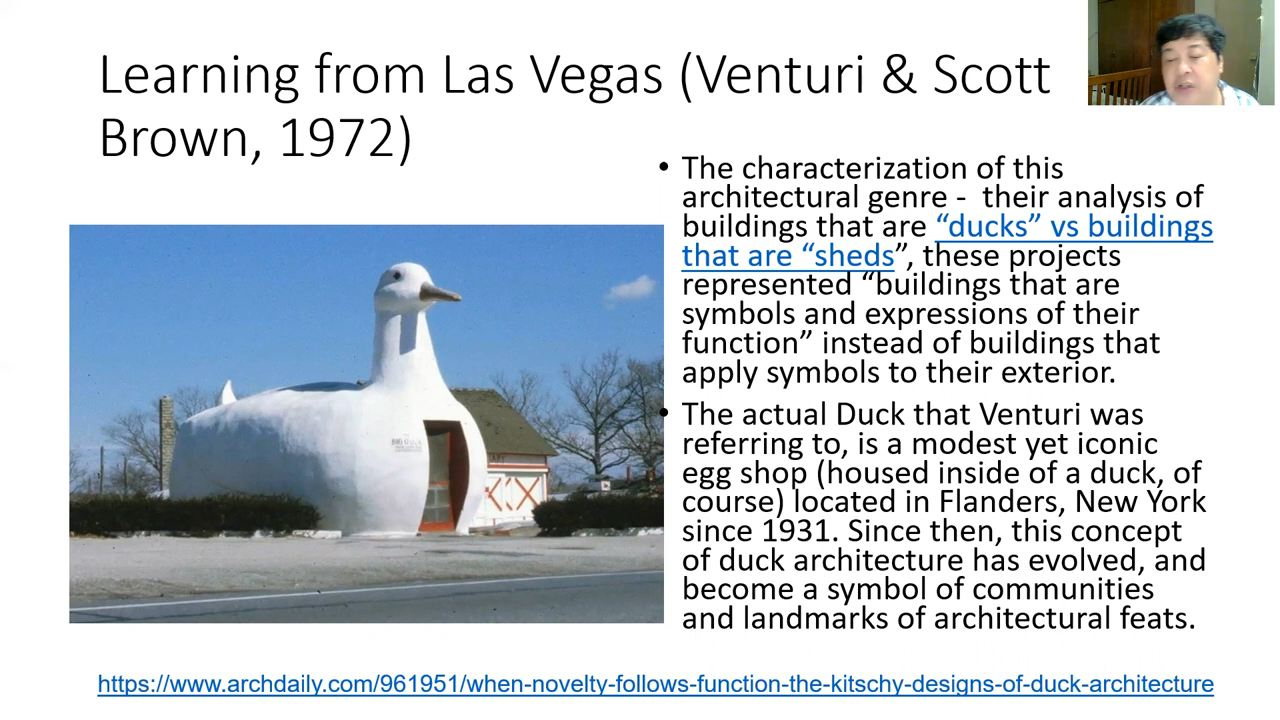 Learning from Las Vegas (Venturi & Scott
Brown, 1972)
• The characterization of this
architectural genre -  their analysis of
buildings that are “ducks” vs buildings
that are “sheds”, these projects
represented “buildings that are
symbols and expressions of their
function” instead of buildings that
apply symbols to their exterior.
• The actual Duck that Venturi was
referring to, is a modest yet iconic
egg shop (housed inside of a duck, of
course) located in Flanders, New York
since 1931. Since then, this concept
of duck architecture has evolved, and
become a symbol of communities
and landmarks of architectural feats.
https://www.archdaily.com/961951/when-novelty-follows-function-the-kitschy-designs-of-duck-architecture